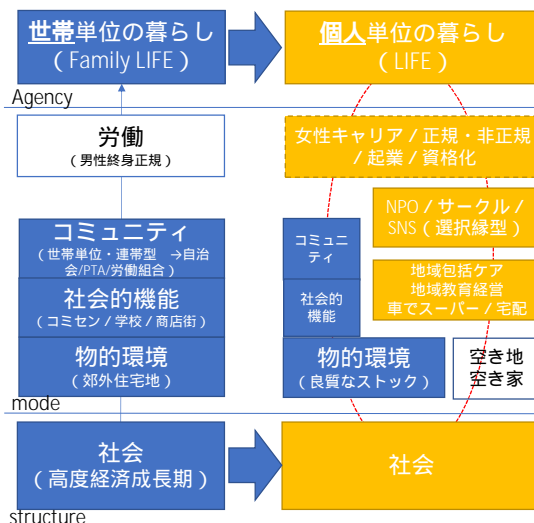 世帯単位の暮らし
（Family LIFE）
個人単位の暮らし
（LIFE）
Agency
労働
（男性終身正規）
女性キャリア / 正規・非正規
/ 起業 / 資格化
NPO / サークル /
SNS（選択縁型）
コミュニティ
（世帯単位・連帯型　→自治
会/PTA/労働組合）
コミュニ
ティ
地域包括ケア
地域教育経営
車でスーパー / 宅配
社会的機能
（コミセン / 学校 / 商店街）
社会的
機能
物的環境
（郊外住宅地）
物的環境
（良質なストック）
空き地
空き家
mode
社会
（高度経済成長期）
社会
structure